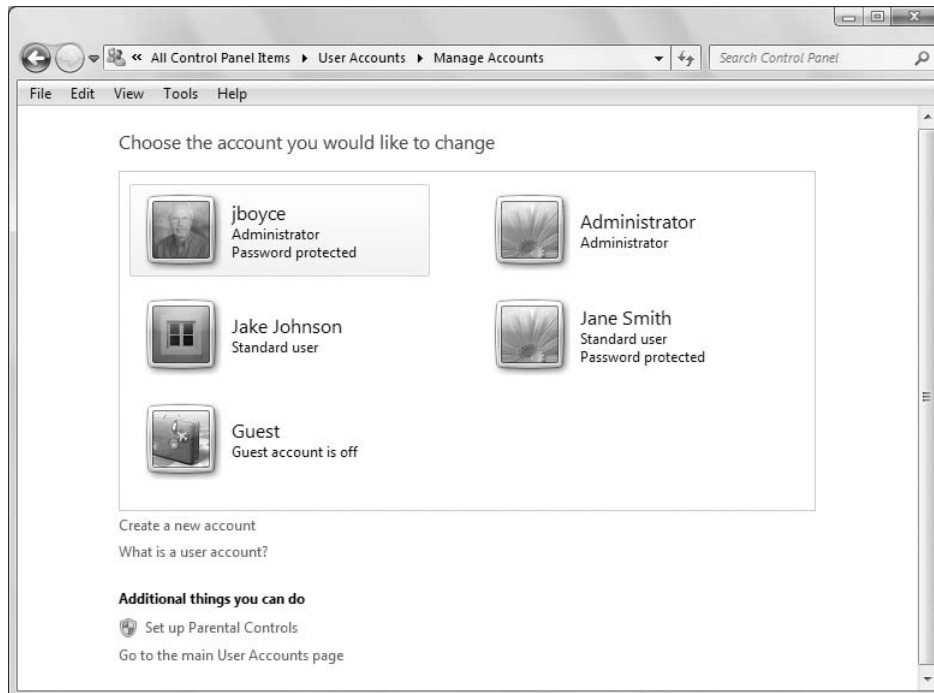 « All Control Panel Items ▸ User Accounts ▸ Manage Accounts
Search Control Panel
File Edit View Tools Help
Choose the account you would like to change
jboyce
Administrator
Password protected
Administrator
Administrator
Jake Johnson
Standard user
Jane Smith
Standard user
Password protected
Guest
Guest account is off
Create a new account
What is a user account?
Additional things you can do
Set up Parental Controls
Go to the main User Accounts page